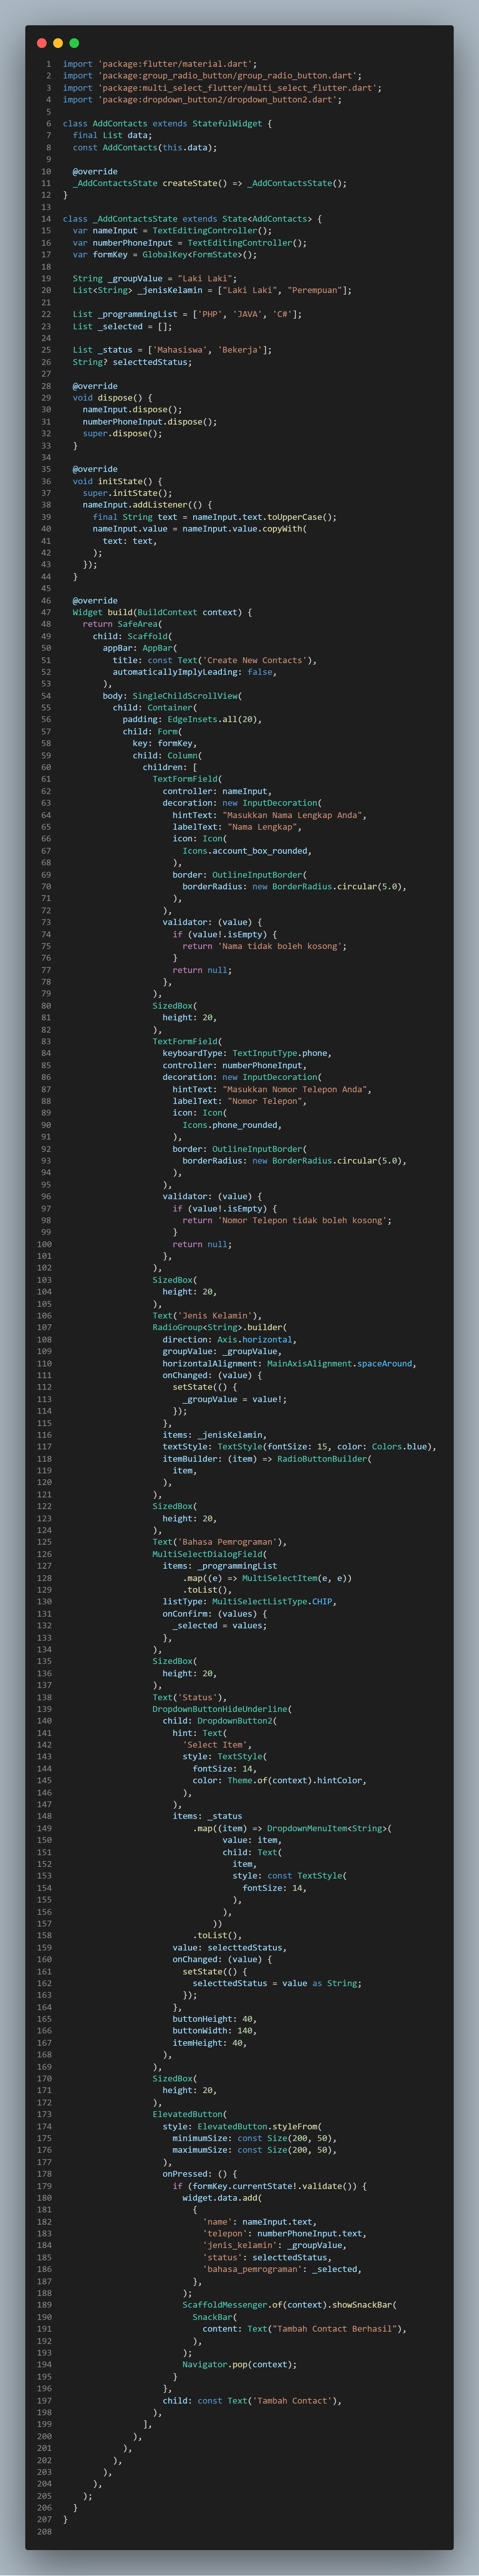 1 import 'package:flutter/material.dart';
2 import 'package:group_radio_button/group_radio_button.dart';
3 import 'package:multi_select_flutter/multi_select_flutter.dart';
4 import 'package:dropdown_button2/dropdown_button2.dart';
5
6 class AddContacts extends StatefulWidget {
7   final List data;
8   const AddContacts(this.data);
9
10   @override
11   _AddContactsState createState() => _AddContactsState();
12 }
13
14 class _AddContactsState extends State<AddContacts> {
15   var nameInput = TextEditingController();
16   var numberPhoneInput = TextEditingController();
17   var formKey = GlobalKey<FormState>();
18
19   String _groupValue = "Laki Laki";
20   List<String> _jenisKelamin = ["Laki Laki", "Perempuan"];
21
22   List _programmingList = ['PHP', 'JAVA', 'C#'];
23   List _selected = [];
24
25   List _status = ['Mahasiswa', 'Bekerja'];
26   String? selecttedStatus;
27
28   @override
29   void dispose() {
30     nameInput.dispose();
31     numberPhoneInput.dispose();
32     super.dispose();
33   }
34
35   @override
36   void initState() {
37     super.initState();
38     nameInput.addListener(() {
39       final String text = nameInput.text.toUpperCase();
40       nameInput.value = nameInput.value.copyWith(
41         text: text,
42       );
43     });
44   }
45
46   @override
47   Widget build(BuildContext context) {
48     return SafeArea(
49       child: Scaffold(
50         appBar: AppBar(
51           title: const Text('Create New Contacts'),
52           automaticallyImplyLeading: false,
53         ),
54         body: SingleChildScrollView(
55           child: Container(
56             padding: EdgeInsets.all(20),
57             child: Form(
58               key: formKey,
59               child: Column(
60                 children: [
61                   TextFormField(
62                     controller: nameInput,
63                     decoration: new InputDecoration(
64                       hintText: "Masukkan Nama Lengkap Anda",
65                       labelText: "Nama Lengkap",
66                       icon: Icon(
67                         Icons.account_box_rounded,
68                       ),
69                       border: OutlineInputBorder(
70                         borderRadius: new BorderRadius.circular(5.0),
71                       ),
72                     ),
73                     validator: (value) {
74                       if (value!.isEmpty) {
75                         return 'Nama tidak boleh kosong';
76                       }
77                       return null;
78                     },
79                   ),
80                   SizedBox(
81                     height: 20,
82                   ),
83                   TextFormField(
84                     keyboardType: TextInputType.phone,
85                     controller: numberPhoneInput,
86                     decoration: new InputDecoration(
87                       hintText: "Masukkan Nomor Telepon Anda",
88                       labelText: "Nomor Telepon",
89                       icon: Icon(
90                         Icons.phone_rounded,
91                       ),
92                       border: OutlineInputBorder(
93                         borderRadius: new BorderRadius.circular(5.0),
94                       ),
95                     ),
96                     validator: (value) {
97                       if (value!.isEmpty) {
98                         return 'Nomor Telepon tidak boleh kosong';
99                       }
100                       return null;
101                     },
102                   ),
103                   SizedBox(
104                     height: 20,
105                   ),
106                   Text('Jenis Kelamin'),
107                   RadioGroup<String>.builder(
108                     direction: Axis.horizontal,
109                     groupValue: _groupValue,
110                     horizontalAlignment: MainAxisAlignment.spaceAround,
111                     onChanged: (value) {
112                       setState(() {
113                         _groupValue = value!;
114                       });
115                     },
116                     items: _jenisKelamin,
117                     textStyle: TextStyle(fontSize: 15, color: Colors.blue),
118                     itemBuilder: (item) => RadioButtonBuilder(
119                       item,
120                     ),
121                   ),
122                   SizedBox(
123                     height: 20,
124                   ),
125                   Text('Bahasa Pemrograman'),
126                   MultiSelectDialogField(
127                     items: _programmingList
128                         .map((e) => MultiSelectItem(e, e))
129                         .toList(),
130                     listType: MultiSelectListType.CHIP,
131                     onConfirm: (values) {
132                       _selected = values;
133                     },
134                   ),
135                   SizedBox(
136                     height: 20,
137                   ),
138                   Text('Status'),
139                   DropdownButtonHideUnderline(
140                     child: DropdownButton2(
141                       hint: Text(
142                         'Select Item',
143                         style: TextStyle(
144                           fontSize: 14,
145                           color: Theme.of(context).hintColor,
146                         ),
147                       ),
148                       items: _status
149                           .map((item) => DropdownMenuItem<String>(
150                                 value: item,
151                                 child: Text(
152                                   item,
153                                   style: const TextStyle(
154                                     fontSize: 14,
155                                   ),
156                                 ),
157                               ))
158                           .toList(),
159                       value: selecttedStatus,
160                       onChanged: (value) {
161                         setState(() {
162                           selecttedStatus = value as String;
163                         });
164                       },
165                       buttonHeight: 40,
166                       buttonWidth: 140,
167                       itemHeight: 40,
168                     ),
169                   ),
170                   SizedBox(
171                     height: 20,
172                   ),
173                   ElevatedButton(
174                     style: ElevatedButton.styleFrom(
175                       minimumSize: const Size(200, 50),
176                       maximumSize: const Size(200, 50),
177                     ),
178                     onPressed: () {
179                       if (formKey.currentState!.validate()) {
180                         widget.data.add(
181                           {
182                             'name': nameInput.text,
183                             'telepon': numberPhoneInput.text,
184                             'jenis_kelamin': _groupValue,
185                             'status': selecttedStatus,
186                             'bahasa_pemrograman': _selected,
187                           },
188                         );
189                         ScaffoldMessenger.of(context).showSnackBar(
190                           SnackBar(
191                             content: Text("Tambah Contact Berhasil"),
192                           ),
193                         );
194                         Navigator.pop(context);
195                       }
196                     },
197                     child: const Text('Tambah Contact'),
198                   ),
199                 ],
200               ),
201             ),
202           ),
203         ),
204       ),
205     );
206   }
207 }
208